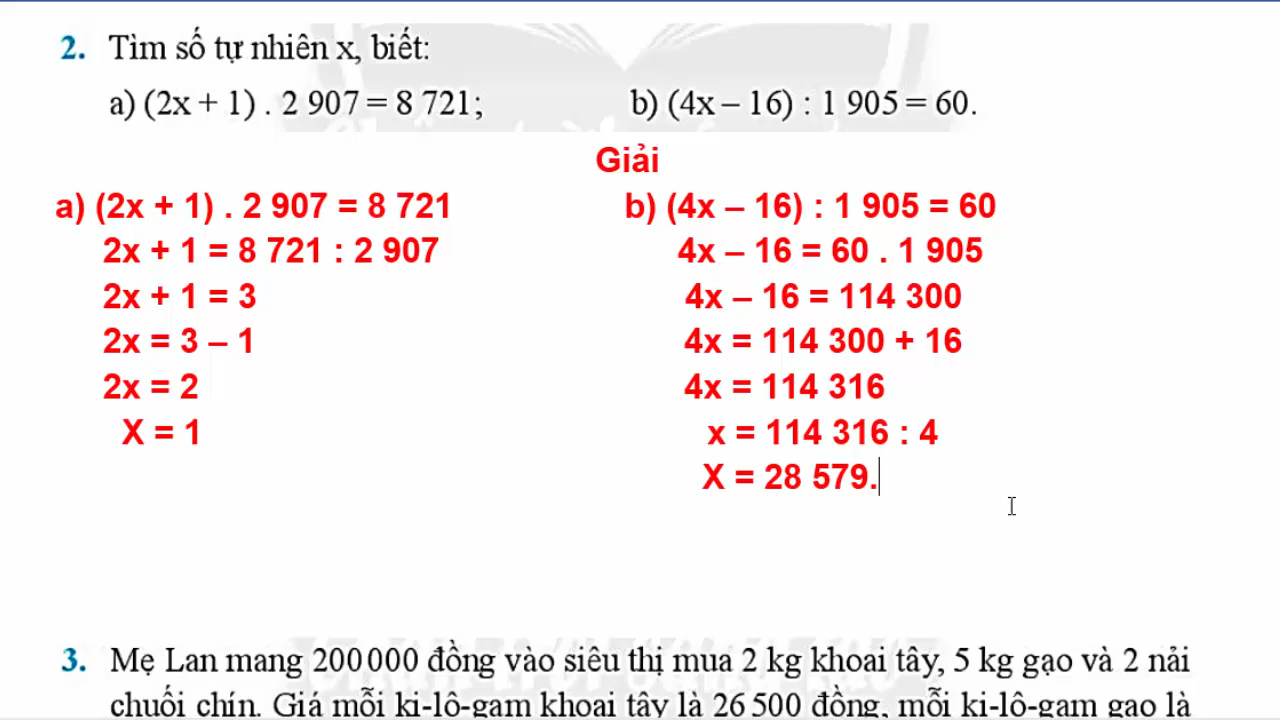 2. Tìm số tự nhiên x, biết:
a) (2x + 1) . 2 907 = 8 721; b) (4x – 16) : 1 905 = 60.
Giải
a) (2x + 1) . 2 907 = 8 721
2x + 1 = 8 721 : 2 907
2x + 1 = 3
2x = 3 – 1
2x = 2
X = 1
b) (4x – 16) : 1 905 = 60
4x – 16 = 60 . 1 905
4x – 16 = 114 300
4x = 114 300 + 16
4x = 114 316
x = 114 316 : 4
X = 28 579.
3. Mẹ Lan mang 200 000 đồng vào siêu thị mua 2 kg khoai tây, 5 kg gạo và 2 nải
chuối chín. Giá mỗi ki-lô-gam khoai tây là 26 500 đồng, mỗi ki-lô-gam gạo là